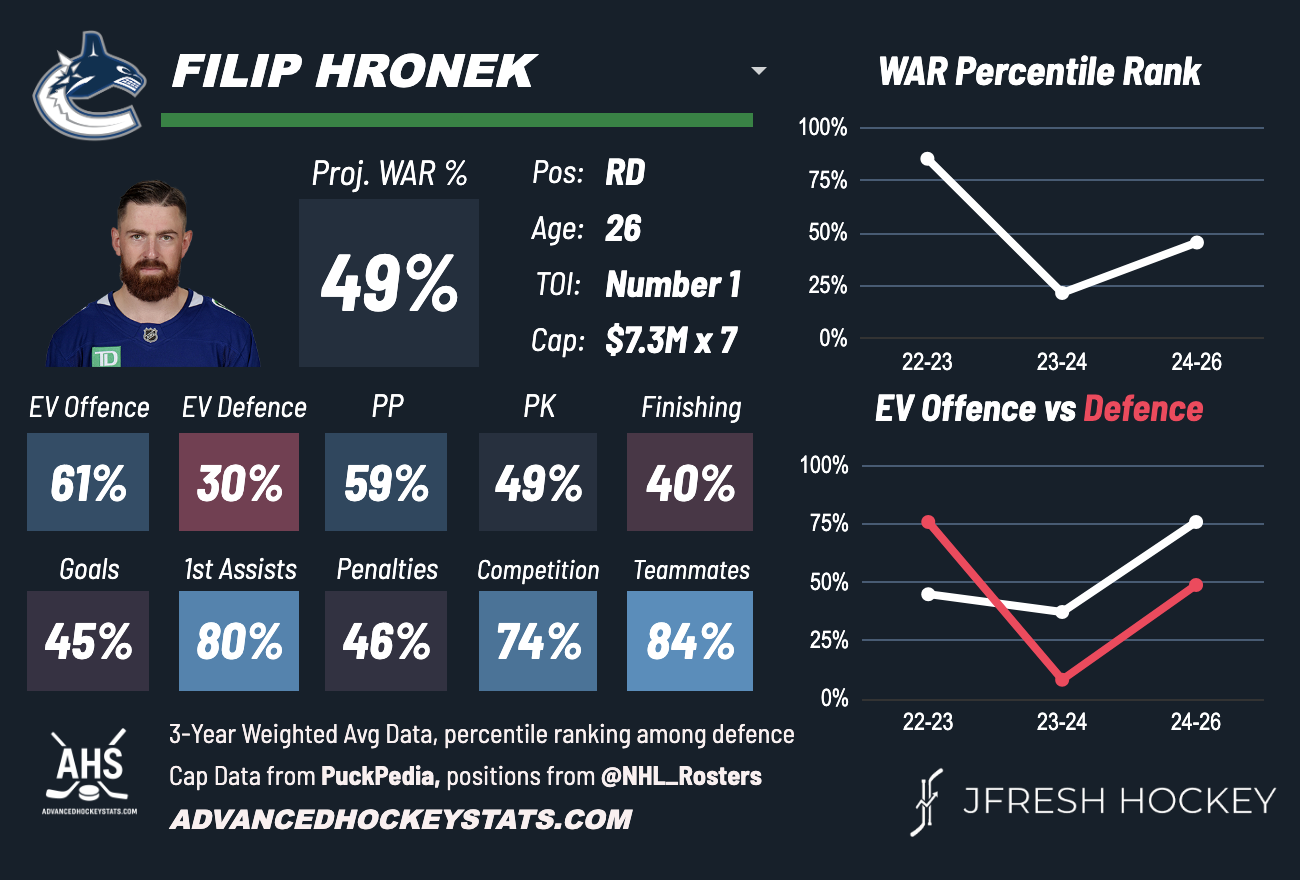 FILIP HRONEK
WAR Percentile Rank
Proj. WAR %
49%
Pos: RD
Age: 26
TOI: Number 1
Cap: $7.3M x 7
TD
100%
75%
50%
25%
0%
22-23 23-24 24-26
EV Offence EV Defence PP PK Finishing
61% 30% 59% 49% 40%
Goals 1st Assists Penalties Competition Teammates
45% 80% 46% 74% 84%
EV Offence vs Defence
100%
75%
50%
25%
0%
22-23 23-24 24-26
AHS
ADVANCEDHOCKEYSTATS.COM
3-Year Weighted Avg Data, percentile ranking among defence
Cap Data from PuckPedia, positions from @NHL_Rosters
ADVANCEDHOCKEYSTATS.COM
JFRESH HOCKEY